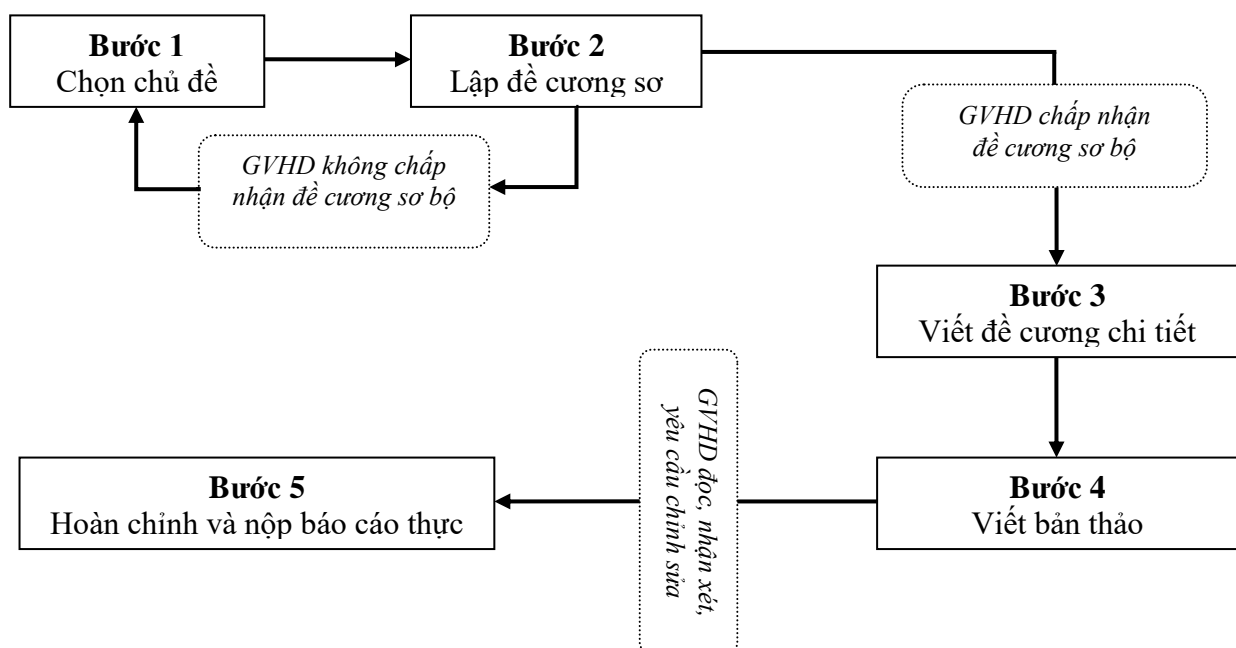 Bước 1
Chọn chủ đề
Bước 2
Lập đề cương sơ
GVHD không chấp
nhận đề cương sơ bộ
GVHD chấp nhận
đề cương sơ bộ
Bước 3
Viết đề cương chi tiết
GVHD đọc, nhận xét,
yêu cầu chỉnh sửa
Bước 4
Viết bản thảo
Bước 5
Hoàn chỉnh và nộp báo cáo thực